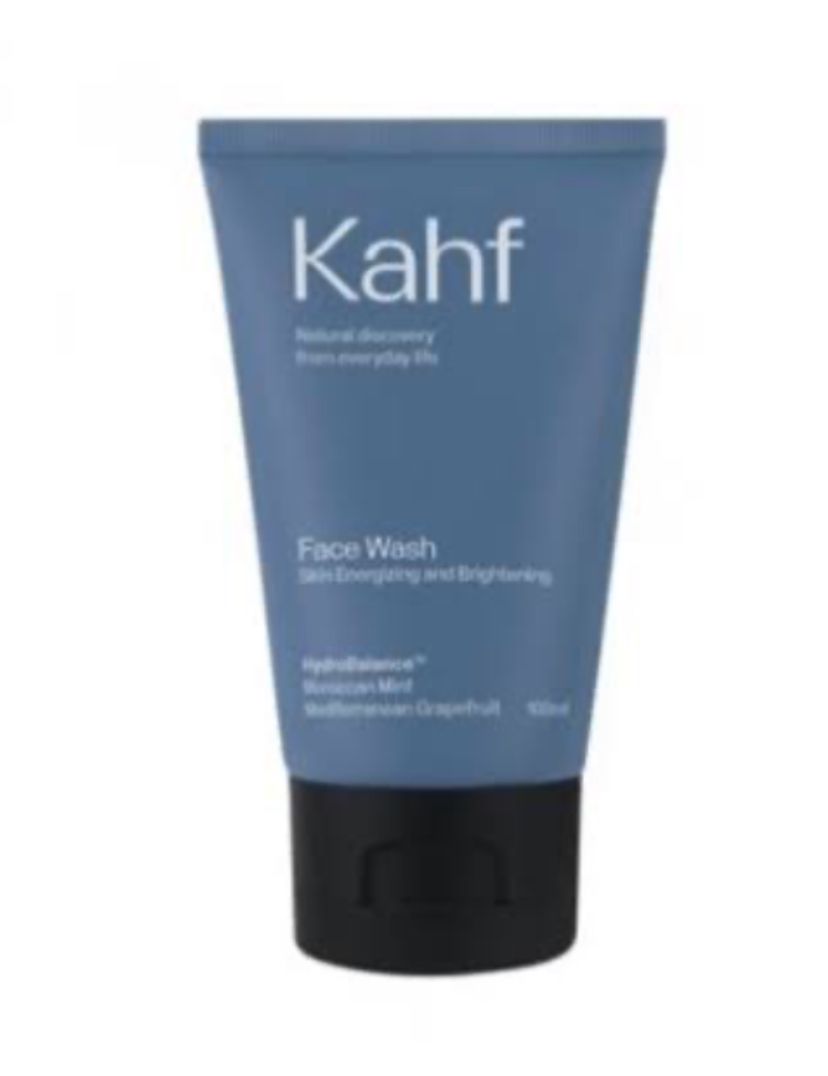 Kahf
Natural discovery
from everyday life
Face Wash
Skin Energizing and Brightening
HydroBalance™
Moroccan Mint
Mediterranean Grapefruit 100ml